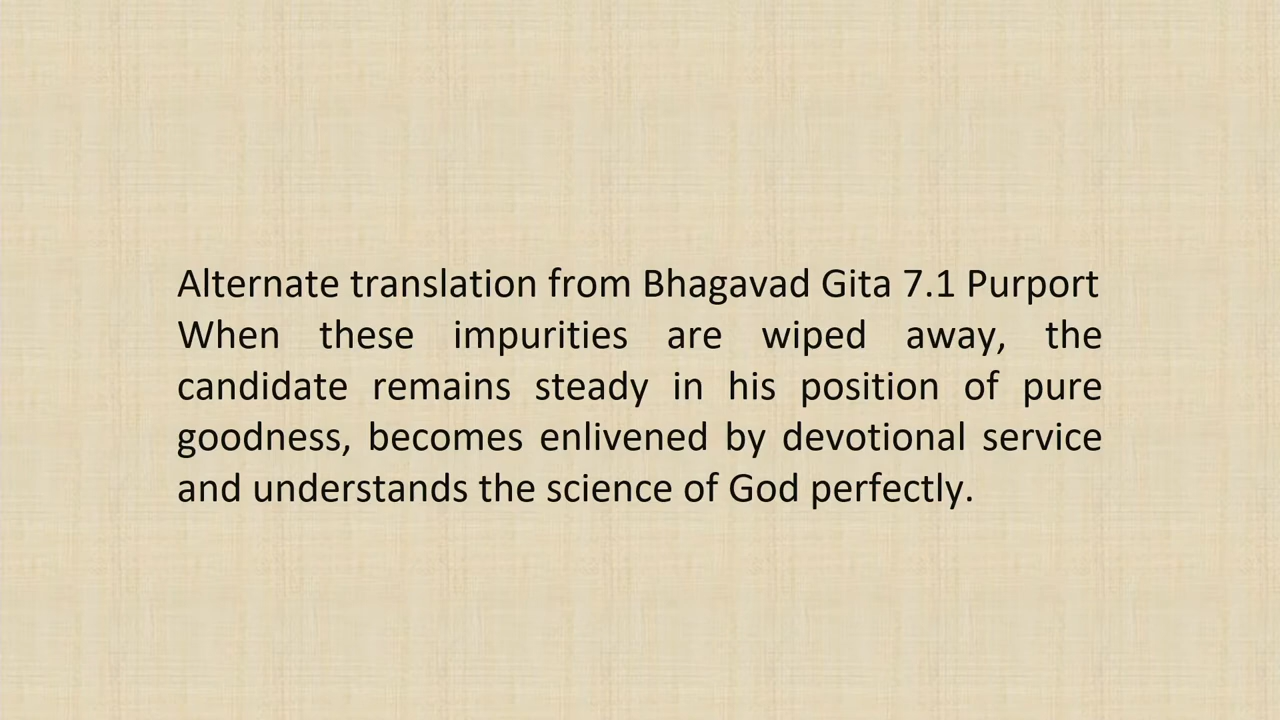 Alternate translation from Bhagavad Gita 7.1 Purport
When these impurities are wiped away, the
candidate remains steady in his position of pure
goodness, becomes enlivened by devotional service
and understands the science of God perfectly.